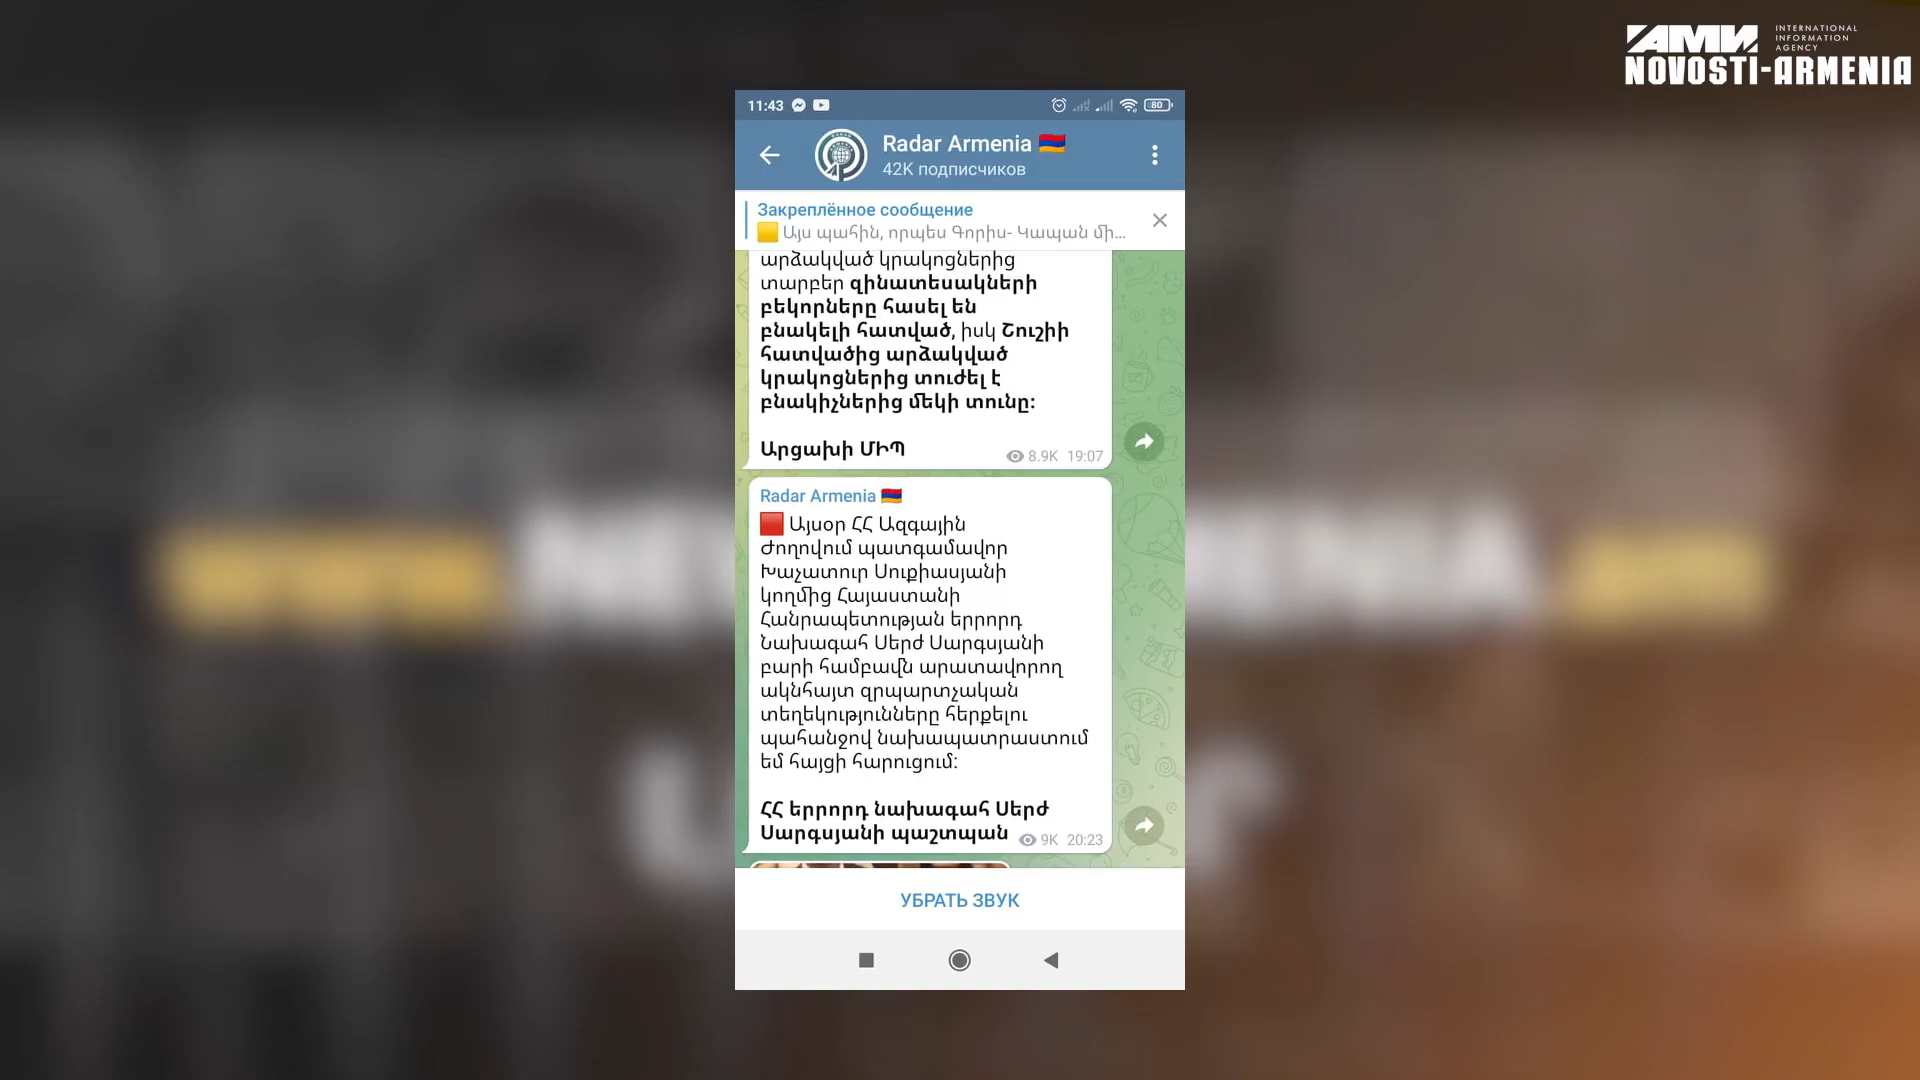 АМИ
INTERNATIONAL
INFORMATION
AGENCY
NOVOSTI-ARMENIA
11:43
80
Radar Armenia
42K подписчиков
Закреплённое сообщение
Այս պահին, որպես Գորիս- Կապան մի...
արձակված կրակոցներից
տարբեր զինատեսակների
բեկորները հասել են
բնակելի հատված, իսկ Շուշիի
հատվածից արձակված
կրակոցներից տուժել է
բնակիչներից մեկի տունը:
Արցախի ՄԻՊ
8.9K 19:07
Radar Armenia
Այսօր ՀՀ Ազգային
Ժողովում պատգամավոր
Խաչատուր Սուքիասյանի
կողմից Հայաստանի
Հանրապետության երրորդ
Նախագահ Սերժ Սարգսյանի
բարի համբավն արատավորող
ակնհայտ զրպարտչական
տեղեկությունները հերքելու
պահանջով նախապատրաստում
եմ հայցի հարուցում:
ՀՀ երրորդ նախագահ Սերժ
Սարգսյանի պաշտպան
9K 20:23
УБРАТЬ ЗВУК